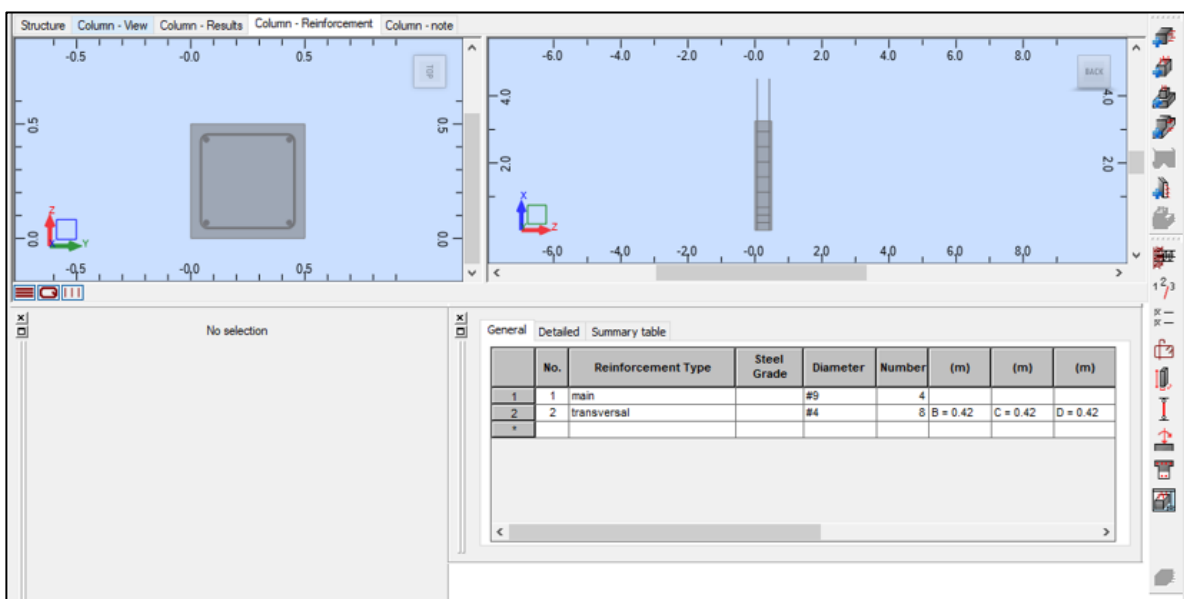 Structure Column - View Column - Results Column - Reinforcement Column - note
-0.5 -0.0 0.5
TOP
0.5 0.5
0.0 0.0
Z
X Y
-0.5 -0.0 0.5
-6.0 -4.0 -2.0 -0.0 2.0 4.0 6.0 8.0
BACK
4.0 4.0
2.0 2.0
X
Z
-6.0 -4.0 -2.0 -0.0 2.0 4.0 6.0 8.0
1 2 3
No selection
General Detailed Summary table
No. Reinforcement Type Steel Grade Diameter Number (m) (m) (m)
1 1 main #9 4
2 2 transversal #4 8 B = 0.42 C = 0.42 D = 0.42
*